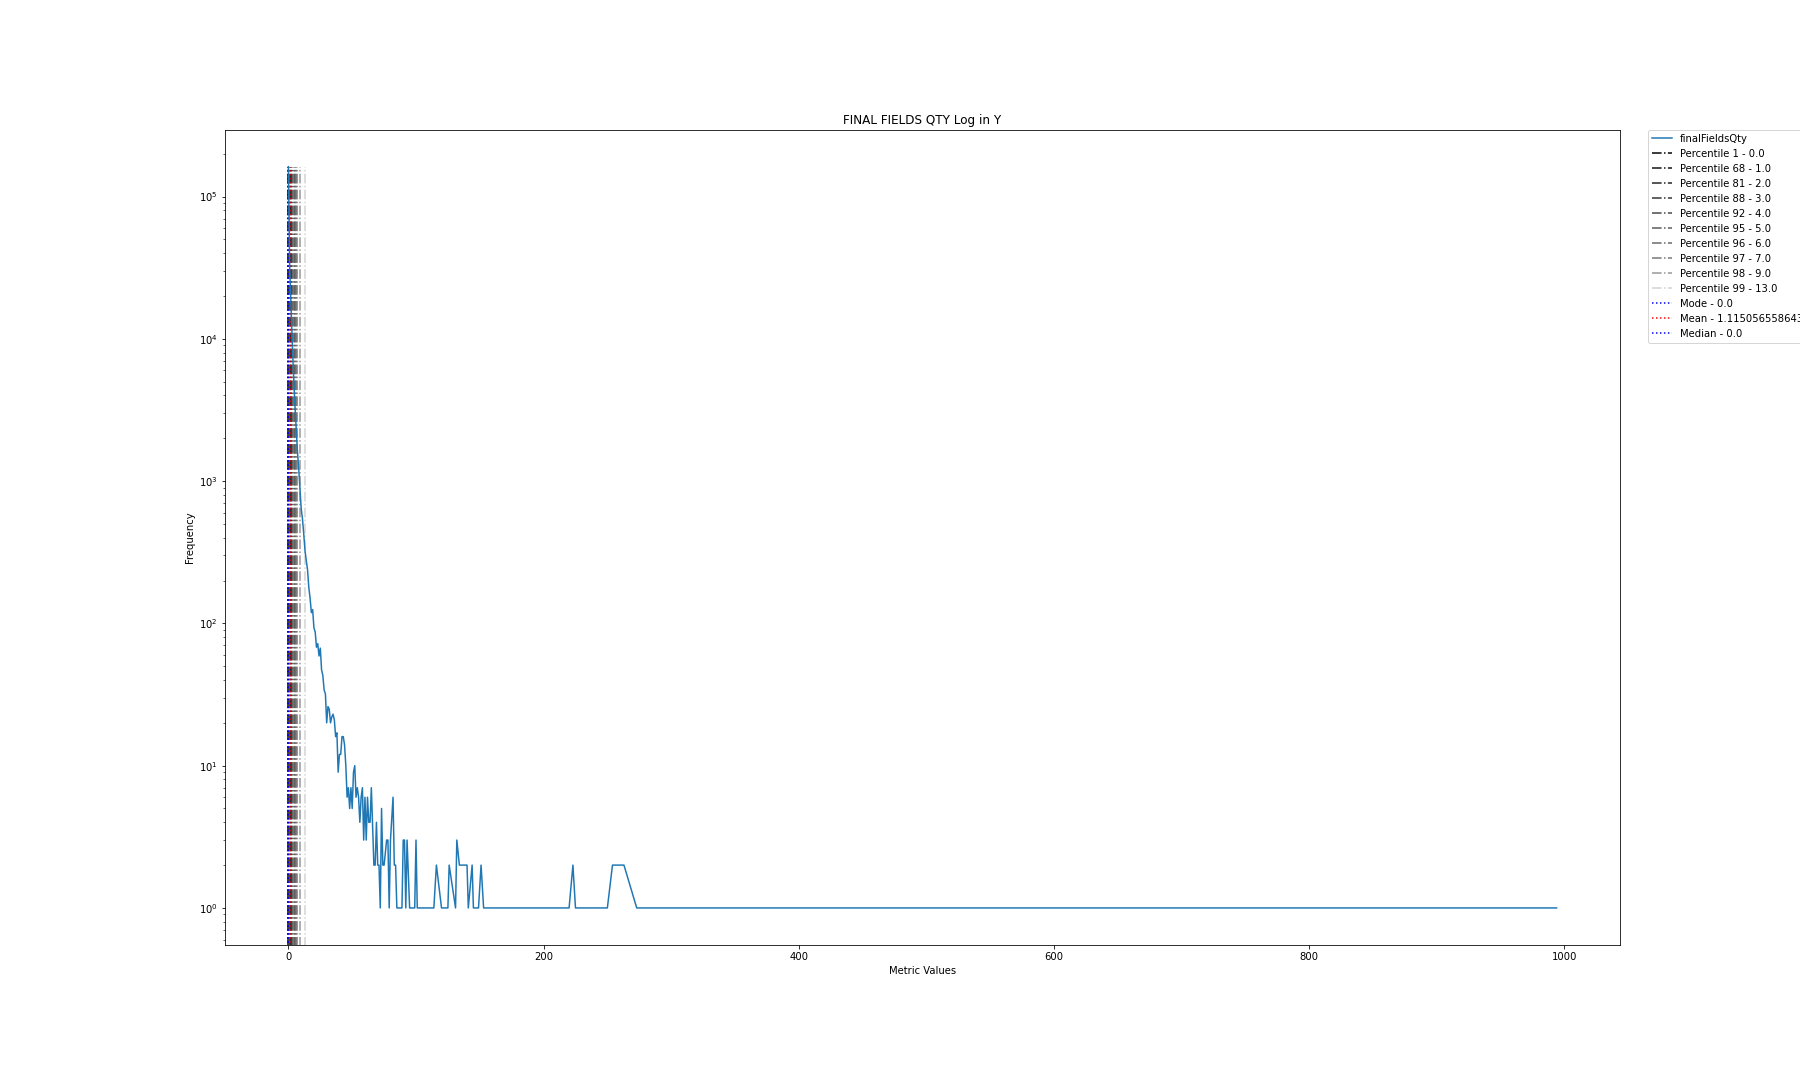 FINAL FIELDS QTY Log in Y
finalFieldsQty
Percentile 1 - 0.0
Percentile 68 - 1.0
Percentile 81 - 2.0
Percentile 88 - 3.0
Percentile 92 - 4.0
Percentile 95 - 5.0
Percentile 96 - 6.0
Percentile 97 - 7.0
Percentile 98 - 9.0
Percentile 99 - 13.0
Mode - 0.0
Mean - 1.115056558643
Median - 0.0
Frequency
10⁵
10⁴
10³
10²
10¹
10⁰
0 200 400 600 800 1000
Metric Values